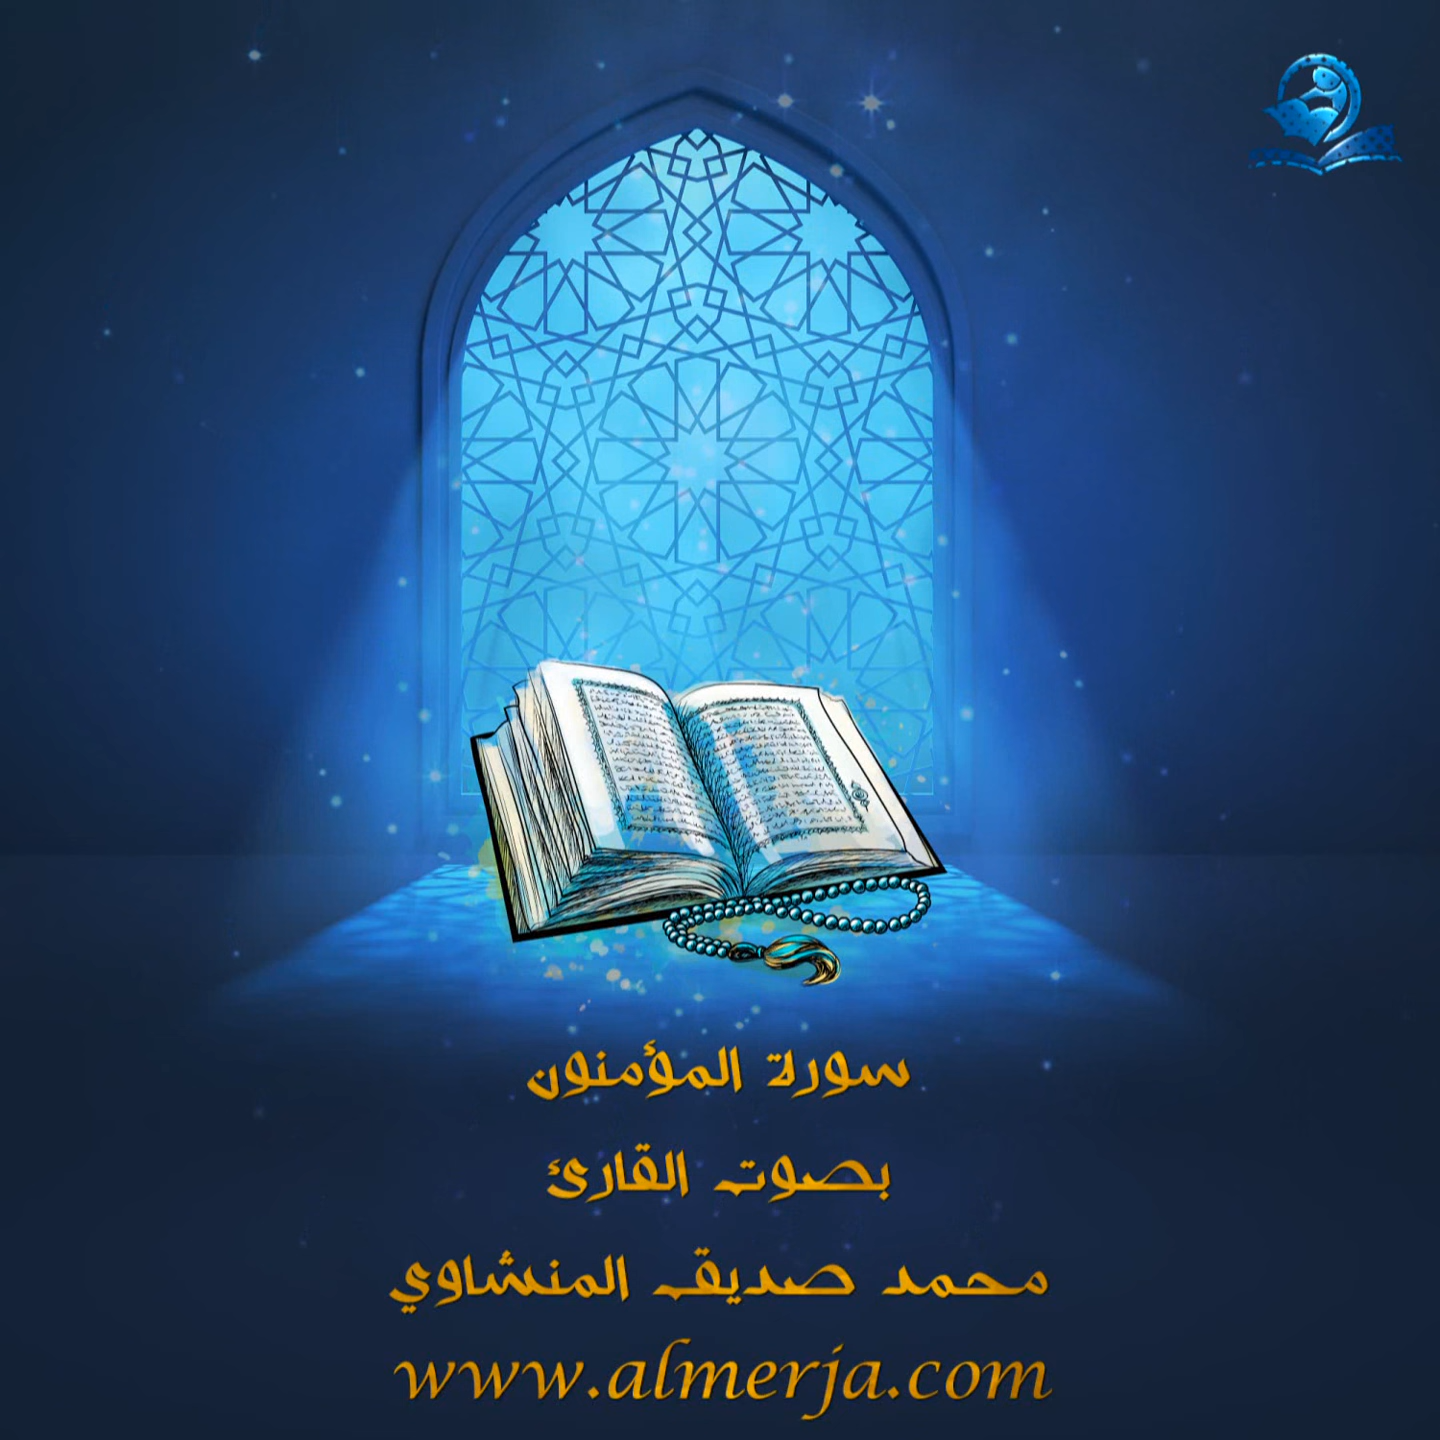 سورة المؤمنون
بصوت القارئ
محمد صديق المنشاوي
www.almerja.com